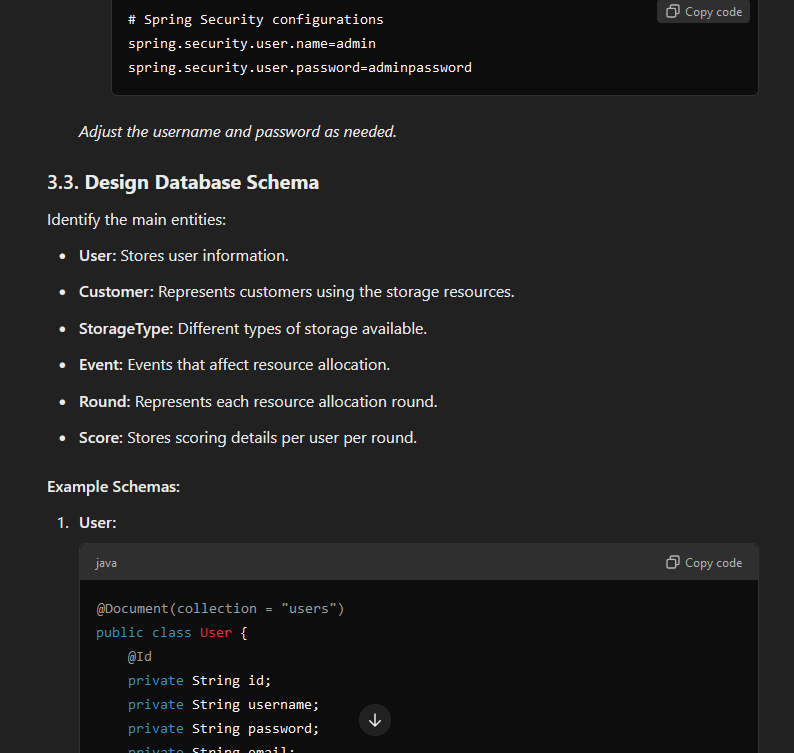 # Spring Security configurations
Copy code
spring.security.user.name=admin
spring.security.user.password=adminpassword
Adjust the username and password as needed.
3.3. Design Database Schema
Identify the main entities:
• User: Stores user information.
• Customer: Represents customers using the storage resources.
• StorageType: Different types of storage available.
• Event: Events that affect resource allocation.
• Round: Represents each resource allocation round.
• Score: Stores scoring details per user per round.
Example Schemas:
1. User:
java
Copy code
@Document(collection = "users")
public class User {
@Id
private String id;
private String username;
private String password;
private String email;